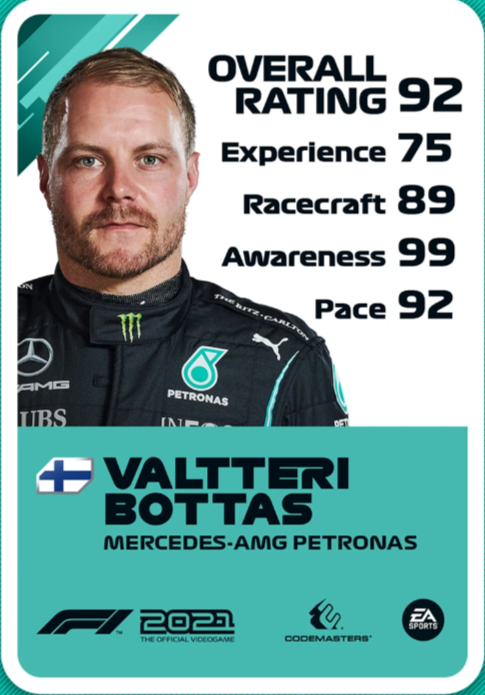 OVERALL
RATING 92
Experience 75
Racecraft 89
Awareness 99
Pace 92
THE RITZ-CARLTON
AMG
PETRONAS
UBS
VALTTERI
BOTTAS
MERCEDES-AMG PETRONAS
F1™ 2021
THE OFFICIAL VIDEOGAME
CODEMASTERS®
EA
SPORTS